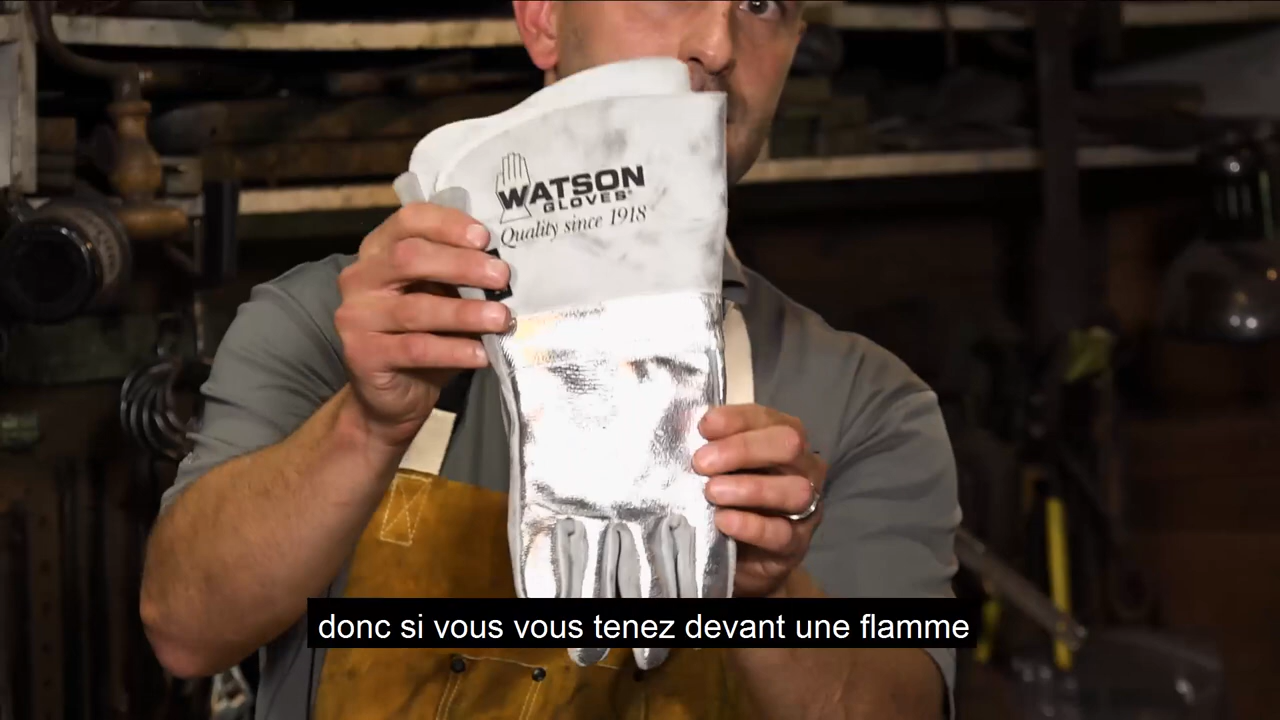 WATSON
GLOVES®
Quality since 1918
donc si vous vous tenez devant une flamme